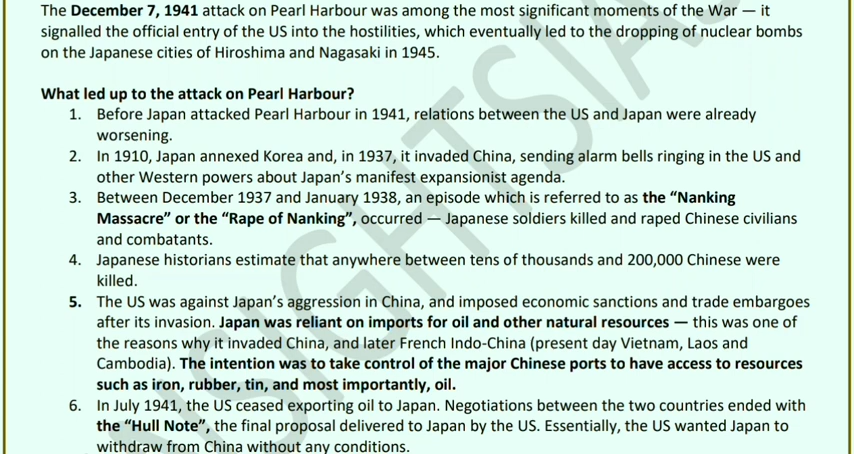 The December 7, 1941 attack on Pearl Harbour was among the most significant moments of the War — it
signalled the official entry of the US into the hostilities, which eventually led to the dropping of nuclear bombs
on the Japanese cities of Hiroshima and Nagasaki in 1945.
What led up to the attack on Pearl Harbour?
1. Before Japan attacked Pearl Harbour in 1941, relations between the US and Japan were already
worsening.
2. In 1910, Japan annexed Korea and, in 1937, it invaded China, sending alarm bells ringing in the US and
other Western powers about Japan's manifest expansionist agenda.
3. Between December 1937 and January 1938, an episode which is referred to as the “Nanking
Massacre” or the “Rape of Nanking”, occurred — Japanese soldiers killed and raped Chinese civilians
and combatants.
4. Japanese historians estimate that anywhere between tens of thousands and 200,000 Chinese were
killed.
5. The US was against Japan's aggression in China, and imposed economic sanctions and trade embargoes
after its invasion. Japan was reliant on imports for oil and other natural resources — this was one of
the reasons why it invaded China, and later French Indo-China (present day Vietnam, Laos and
Cambodia). The intention was to take control of the major Chinese ports to have access to resources
such as iron, rubber, tin, and most importantly, oil.
6. In July 1941, the US ceased exporting oil to Japan. Negotiations between the two countries ended with
the “Hull Note”, the final proposal delivered to Japan by the US. Essentially, the US wanted Japan to
withdraw from China without any conditions.
NSIGHTSIAS